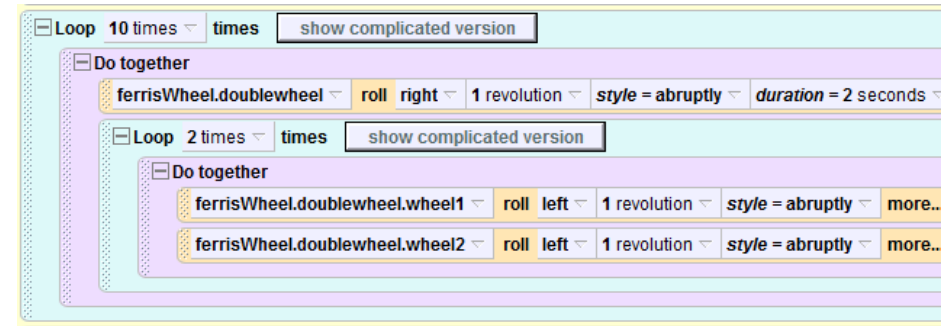 Loop 10 times times show complicated version
Do together
ferrisWheel.doublewheel roll right 1 revolution style = abruptly duration = 2 seconds
Loop 2 times times show complicated version
Do together
ferrisWheel.doublewheel.wheel1 roll left 1 revolution style = abruptly more...
ferrisWheel.doublewheel.wheel2 roll left 1 revolution style = abruptly more...